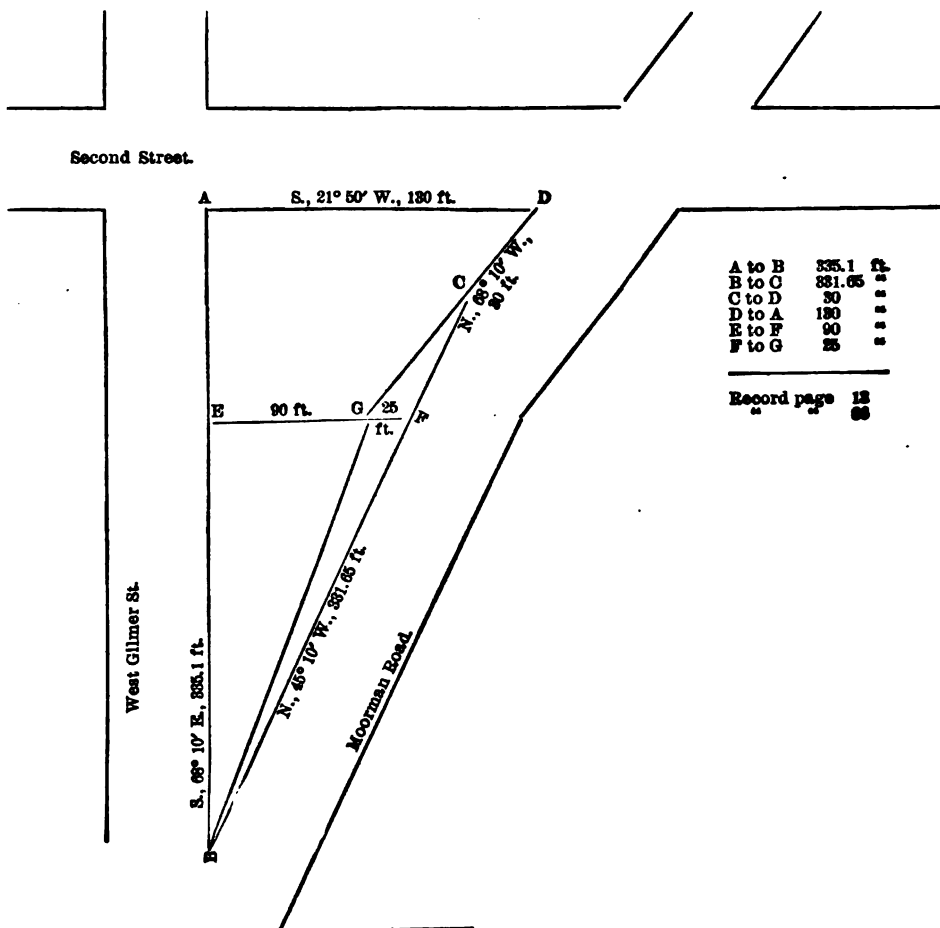 Second Street.
A
S., 21° 50′ W., 130 ft.
D
C
N., 68° 10′ W.,
30 ft.
A to B 335.1 ft.
B to C 331.65 "
C to D 30 "
D to A 130 "
E to F 90 "
F to G 25 "
Record page 12
" "
E
90 ft.
G
25
ft.
F
N., 45° 10′ W., 331.65 ft.
S., 68° 10′ E., 335.1 ft.
West Gilmer St.
Moorman Road.
B